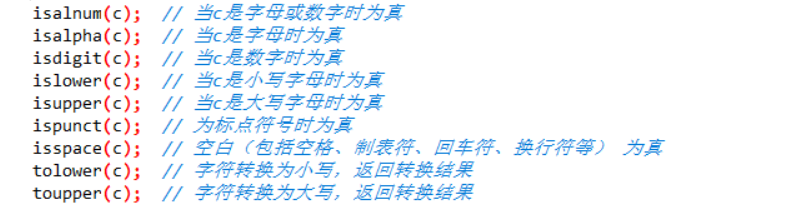 isalnum(c);  // 当c是字母或数字时为真
isalpha(c);  // 当c是字母时为真
isdigit(c);  // 当c是数字时为真
islower(c);  // 当c是小写字母时为真
isupper(c);  // 当c是大写字母时为真
ispunct(c);  // 为标点符号时为真
isspace(c);  // 空白（包括空格、制表符、回车符、换行符等） 为真
tolower(c);  // 字符转换为小写，返回转换结果
toupper(c);  // 字符转换为大写，返回转换结果